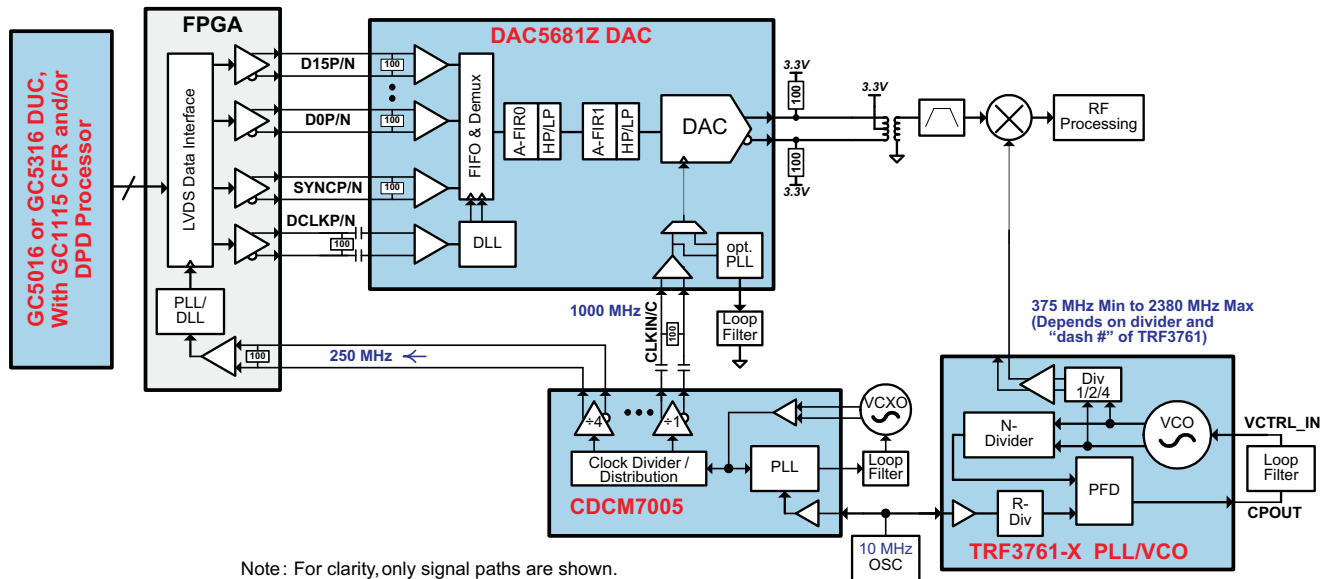 GC5016 or GC5316 DUC,
With GC1115 CFR and/or
DPD Processor
FPGA
LVDS Data Interface
PLL/
DLL
100
250 MHz
D15P/N
100
D0P/N
100
SYNCP/N
100
DCLKP/N
100
DAC5681Z DAC
FIFO & Demux
DLL
A-FIR0
HP/LP
A-FIR1
HP/LP
DAC
opt.
PLL
Loop
Filter
1000 MHz
CLKIN/C
100
3.3V
100
100
3.3V
3.3V
RF
Processing
375 MHz Min to 2380 MHz Max
(Depends on divider and
"dash #" of TRF3761)
÷4
÷1
Clock Divider /
Distribution
PLL
VCXO
Loop
Filter
CDCM7005
10 MHz
OSC
Div
1/2/4
N-
Divider
VCO
R-
Div
PFD
VCTRL_IN
Loop
Filter
CPOUT
TRF3761-X PLL/VCO
Note: For clarity, only signal paths are shown.